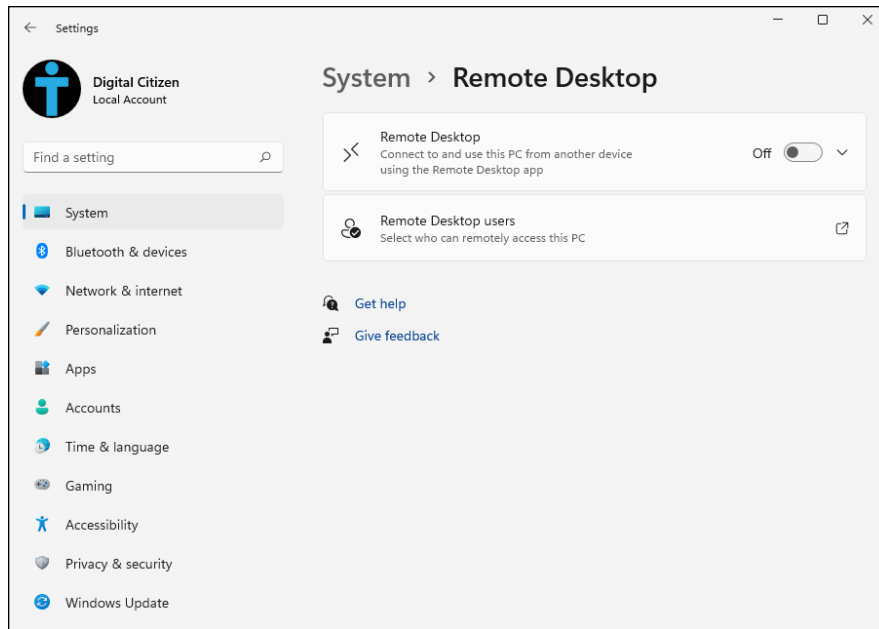 Settings
Digital Citizen
Local Account
Find a setting
System
Bluetooth & devices
Network & internet
Personalization
Apps
Accounts
Time & language
Gaming
Accessibility
Privacy & security
Windows Update
System > Remote Desktop
Remote Desktop
Connect to and use this PC from another device
using the Remote Desktop app
Off
Remote Desktop users
Select who can remotely access this PC
Get help
Give feedback